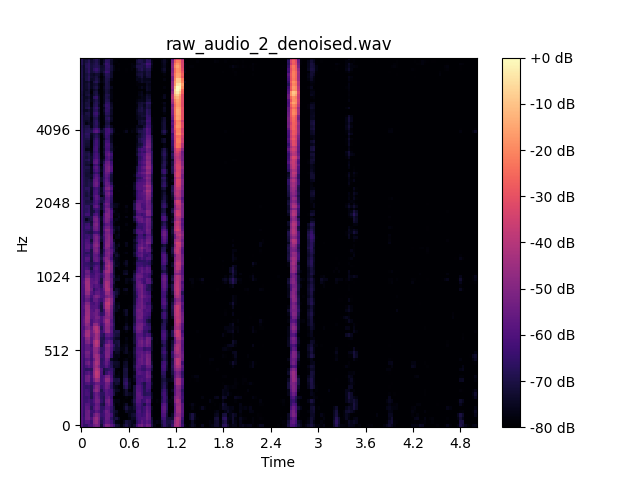 raw_audio_2_denoised.wav
+0 dB
-10 dB
-20 dB
-30 dB
-40 dB
-50 dB
-60 dB
-70 dB
-80 dB
Hz
4096
2048
1024
512
0
0 0.6 1.2 1.8 2.4 3 3.6 4.2 4.8
Time